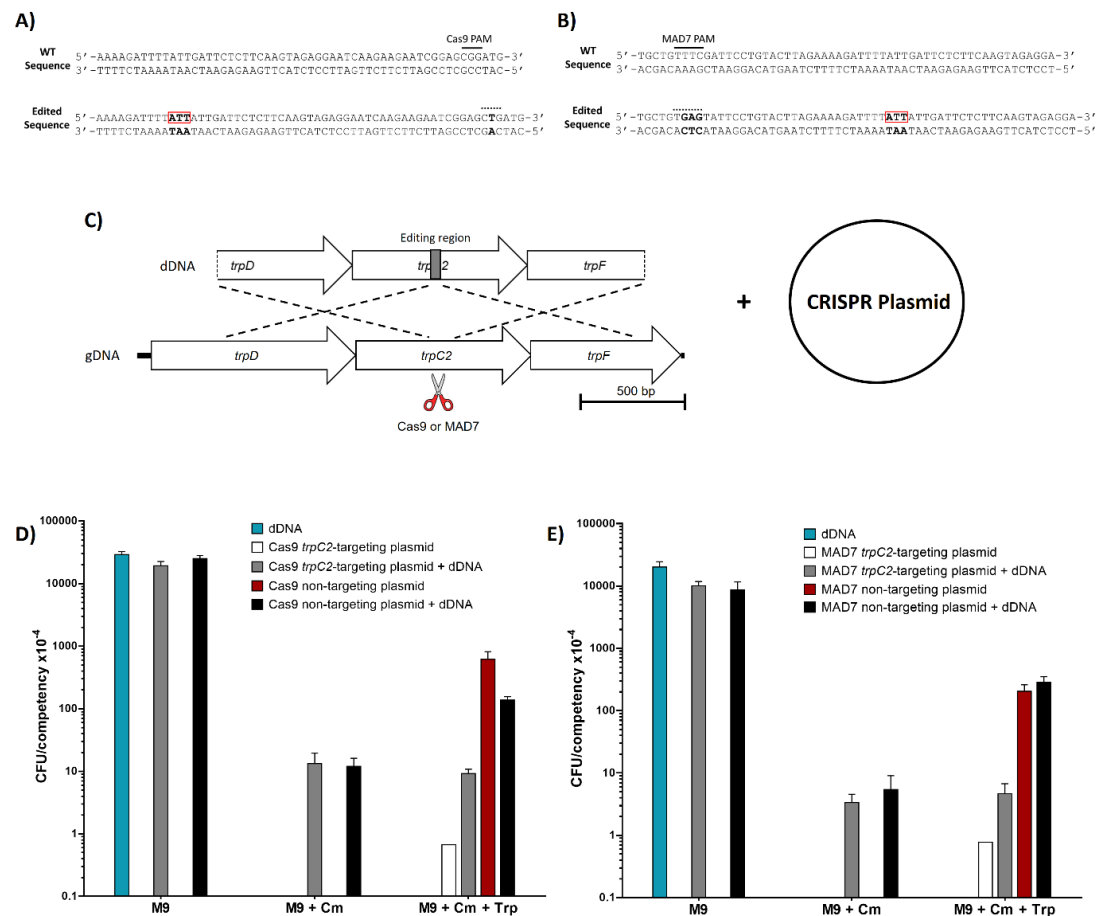 A)
Cas9 PAM
WT Sequence
5’-AAAAGATTTTATTGATTCTCTTCAAGTAGAGGAATCAAGAAGAATCGGAGCGGATG-3’
3’-TTTTCTAAAATAACTAAGAGAAGTTCATCTCCTTAGTTCTTCTTAGCCTCGCCTAC-5’
Edited Sequence
5’-AAAAGATTTTATTATTGATTCTCTTCAAGTAGAGGAATCAAGAAGAATCGGAGCTGATG-3’
3’-TTTTCTAAAATAATAACTAAGAGAAGTTCATCTCCTTAGTTCTTCTTAGCCTCGACTAC-5’
B)
MAD7 PAM
WT Sequence
5’-TGCTGTTTCGATTCCTGTACTTAGAAAAGATTTTATTGATTCTCTTCAAGTAGAGGA-3’
3’-ACGACAAAGCTAAGGACATGAATCTTTTCTAAAATAACTAAGAGAAGTTCATCTCCT-5’
Edited Sequence
5’-TGCTGTGAGTATTCCTGTACTTAGAAAAGATTTTATTATTGATTCTCTTCAAGTAGAGGA-3’
3’-ACGACACTCATAAGGACATGAATCTTTTCTAAAATAATAACTAAGAGAAGTTCATCTCCT-5’
C)
Editing region
dDNA
trpD
trp 2
trpF
+
CRISPR Plasmid
gDNA
trpD
trpC2
trpF
500 bp
Cas9 or MAD7
D)
CFU/competency x10-4
100000
10000
1000
100
10
1
0.1
dDNA
Cas9 trpC2-targeting plasmid
Cas9 trpC2-targeting plasmid + dDNA
Cas9 non-targeting plasmid
Cas9 non-targeting plasmid + dDNA
M9
M9 + Cm
M9 + Cm + Trp
E)
CFU/competency x10-4
100000
10000
1000
100
10
1
0.1
dDNA
MAD7 trpC2-targeting plasmid
MAD7 trpC2-targeting plasmid + dDNA
MAD7 non-targeting plasmid
MAD7 non-targeting plasmid + dDNA
M9
M9 + Cm
M9 + Cm + Trp